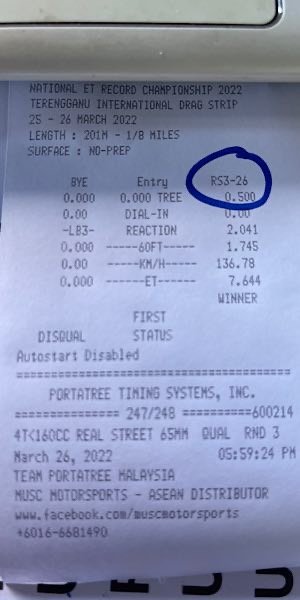 NATIONAL ET RECORD CHAMPIONSHIP 2022
TERENGGANU INTERNATIONAL DRAG STRIP
25 - 26 MARCH 2022
LENGTH : 201M - 1/8 MILES
SURFACE : NO-PREP
BYE Entry RS3-26
0.000 0.000 TREE 0.500
0.00 DIAL-IN 0.00
-LB3- REACTION 2.041
0.000 -----60FT----- 1.745
0.00 -----KM/H----- 136.78
0.000 ------ET------ 7.644
WINNER
FIRST
DISQUAL STATUS
Autostart Disabled
========================================
PORTATREE TIMING SYSTEMS, INC.
=============== 247/248 ==========600214
4T<160CC REAL STREET 65MM QUAL RND 3
March 26, 2022 05:59:24 PM
TEAM PORTATREE MALAYSIA
MUSC MOTORSPORTS - ASEAN DISTRIBUTOR
www.facebook.com/muscmotorsports
+6016-6681490